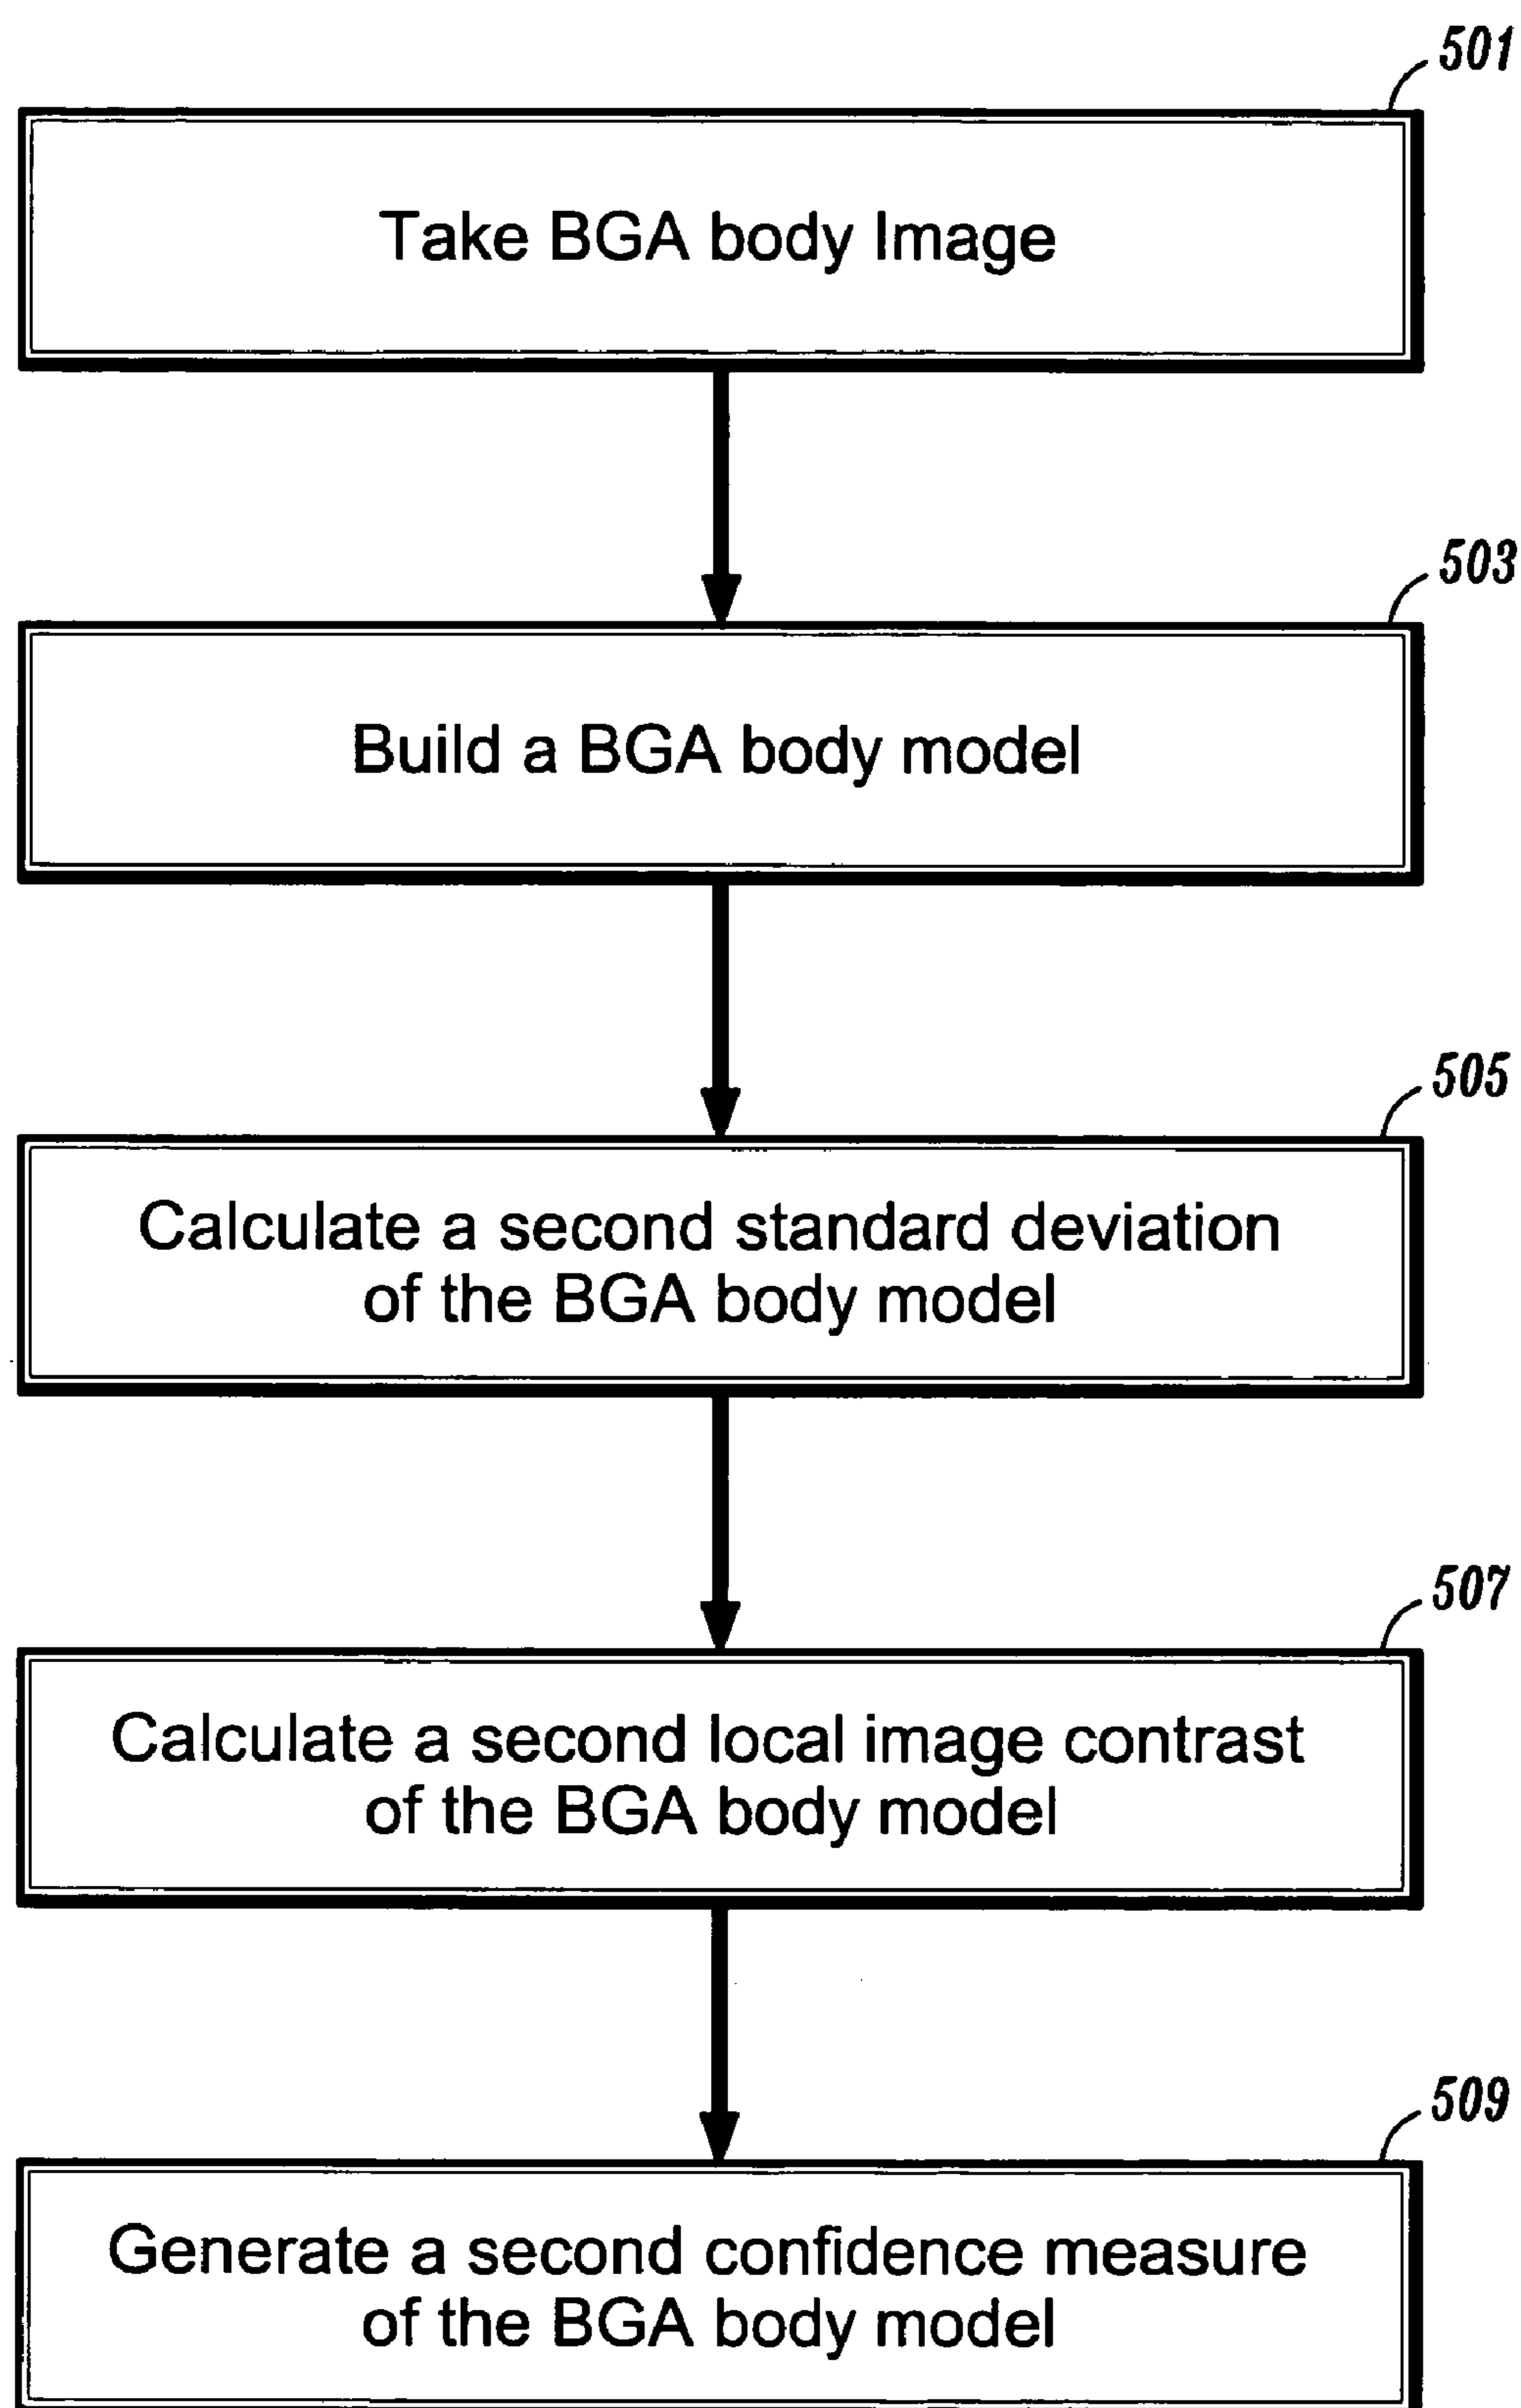 501
Take BGA body Image
503
Build a BGA body model
505
Calculate a second standard deviation
of the BGA body model
507
Calculate a second local image contrast
of the BGA body model
509
Generate a second confidence measure
of the BGA body model